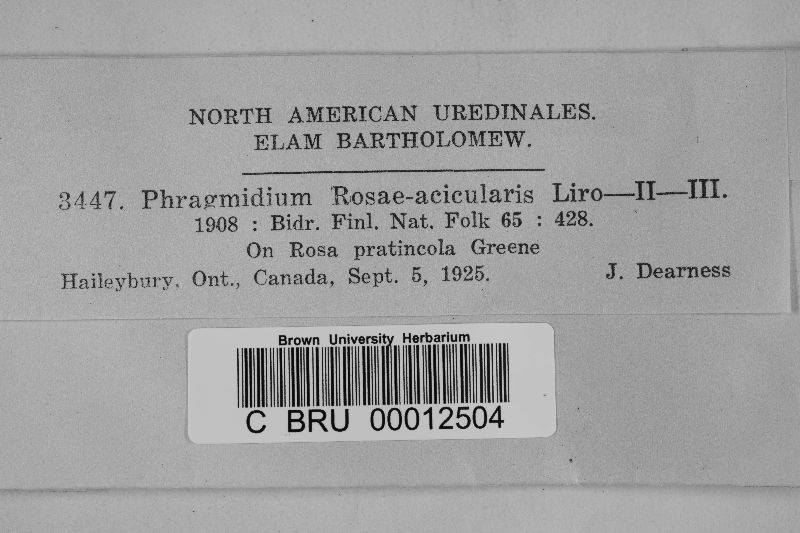 NORTH AMERICAN UREDINALES.
ELAM BARTHOLOMEW.
3447. Phragmidium Rosae-acicularis Liro—II—III.
1908 : Bidr. Finl. Nat. Folk 65 : 428.
On Rosa pratincola Greene
Haileybury, Ont., Canada, Sept. 5, 1925. J. Dearness
Brown University Herbarium
C BRU 00012504